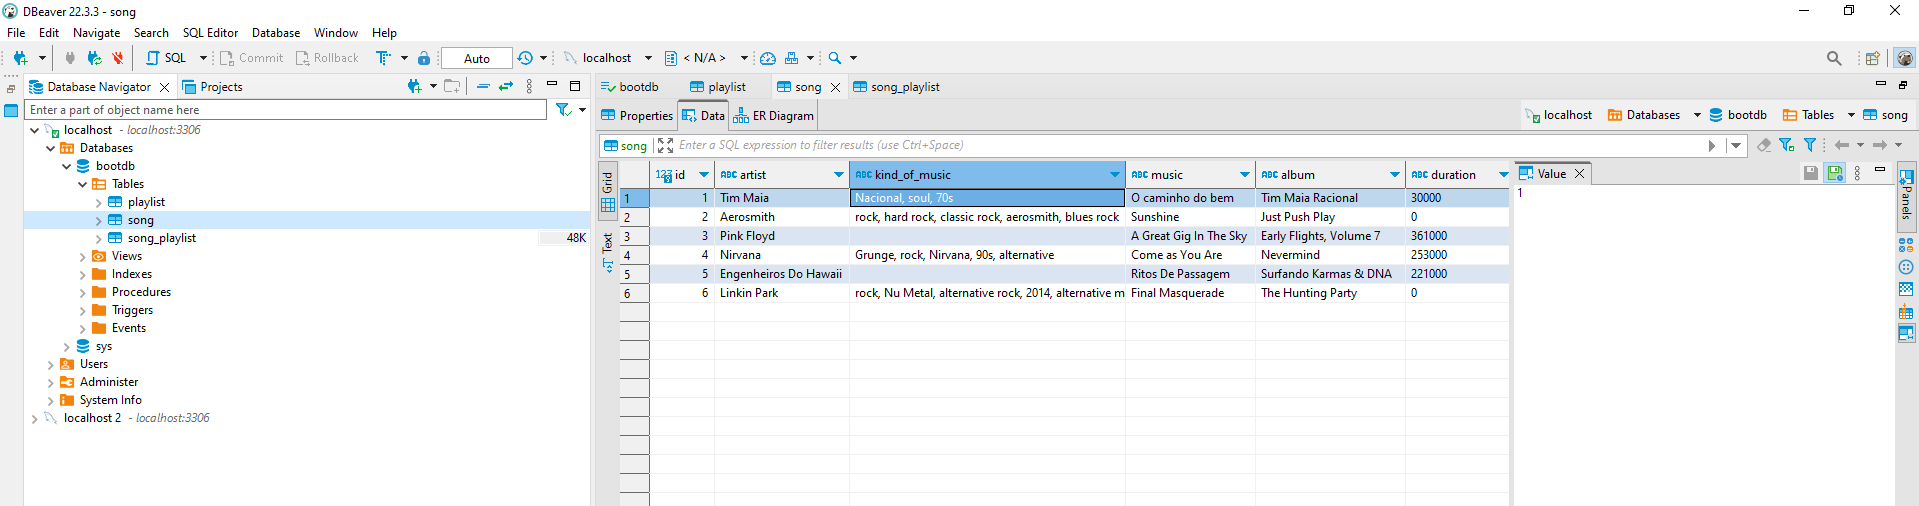 DBeaver 22.3.3 - song
File Edit Navigate Search SQL Editor Database Window Help
SQL Commit Rollback Auto localhost < N/A >
Database Navigator Projects
bootdb playlist song song_playlist
Enter a part of object name here
Properties Data ER Diagram
localhost Databases bootdb Tables song
song Enter a SQL expression to filter results (use Ctrl+Space)
localhost - localhost:3306
Databases
bootdb
Tables
playlist
song
song_playlist 48K
Views
Indexes
Procedures
Triggers
Events
sys
Users
Administer
System Info
localhost 2 - localhost:3306
Grid
Text
123 id ABC artist ABC kind_of_music ABC music ABC album ABC duration
1 1 Tim Maia Nacional, soul, 70s O caminho do bem Tim Maia Racional 30000
2 2 Aerosmith rock, hard rock, classic rock, aerosmith, blues rock Sunshine Just Push Play 0
3 3 Pink Floyd A Great Gig In The Sky Early Flights, Volume 7 361000
4 4 Nirvana Grunge, rock, Nirvana, 90s, alternative Come as You Are Nevermind 253000
5 5 Engenheiros Do Hawaii Ritos De Passagem Surfando Karmas & DNA 221000
6 6 Linkin Park rock, Nu Metal, alternative rock, 2014, alternative m Final Masquerade The Hunting Party 0
Value
1
Panels